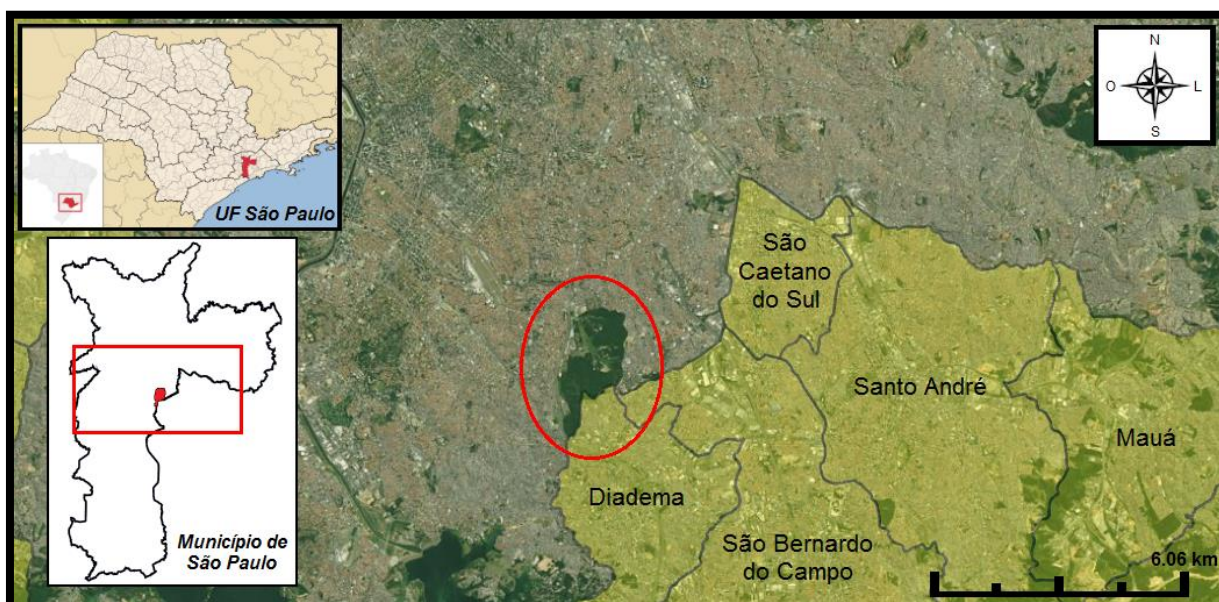 UF São Paulo
Município de
São Paulo
N
O
L
S
São
Caetano
do Sul
Santo André
Mauá
Diadema
São Bernardo
do Campo
6.06 km